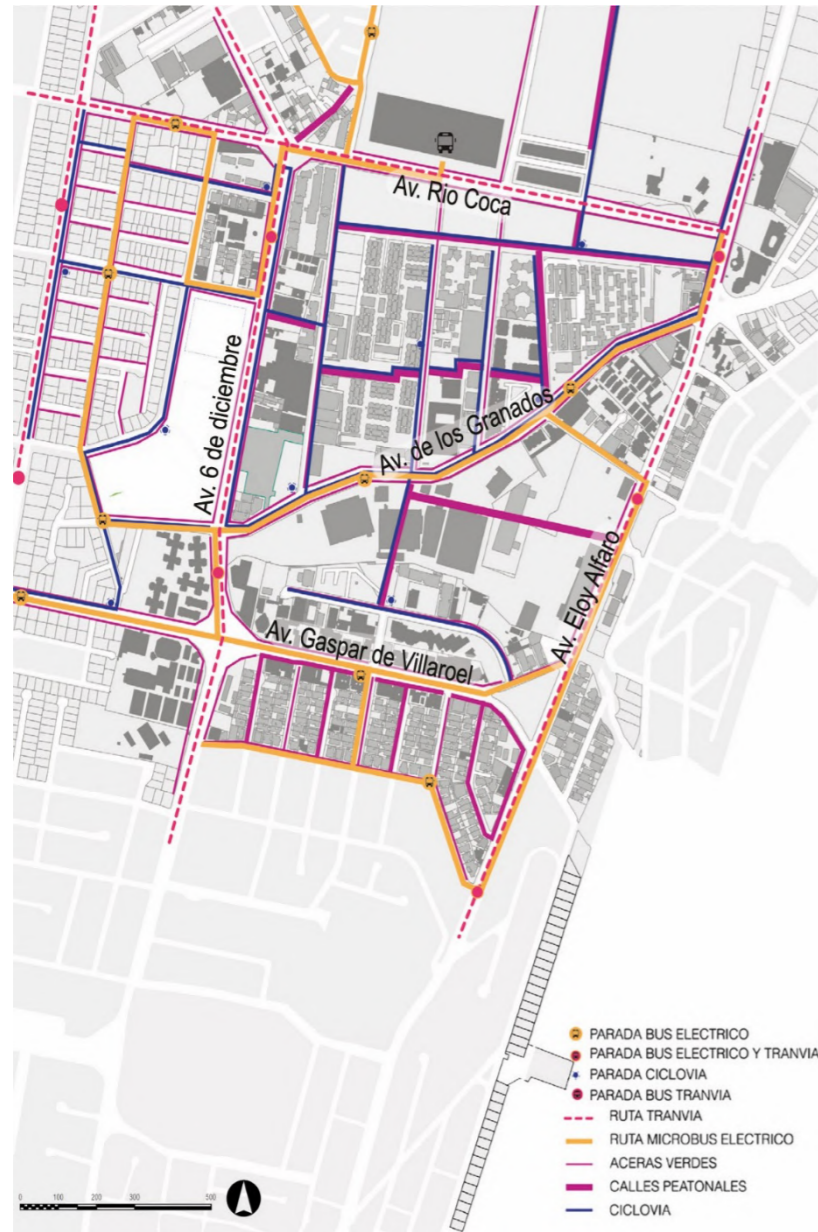 Av. Rio Coca
Av. 6 de diciembre
Av. de los Granados
Av. Eloy Alfaro
Av. Gaspar de Villaroel
PARADA BUS ELECTRICO
PARADA BUS ELECTRICO Y TRANVIA
PARADA CICLOVIA
PARADA BUS TRANVIA
RUTA TRANVIA
RUTA MICROBUS ELECTRICO
ACERAS VERDES
CALLES PEATONALES
CICLOVIA
0 100 200 300 500